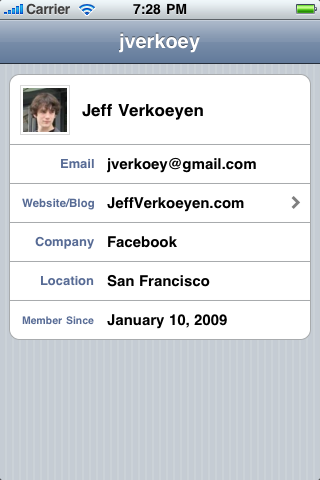 Carrier 7:28 PM
jverkoey
Jeff Verkoeyen
Email jverkoey@gmail.com
Website/Blog JeffVerkoeyen.com
Company Facebook
Location San Francisco
Member Since January 10, 2009